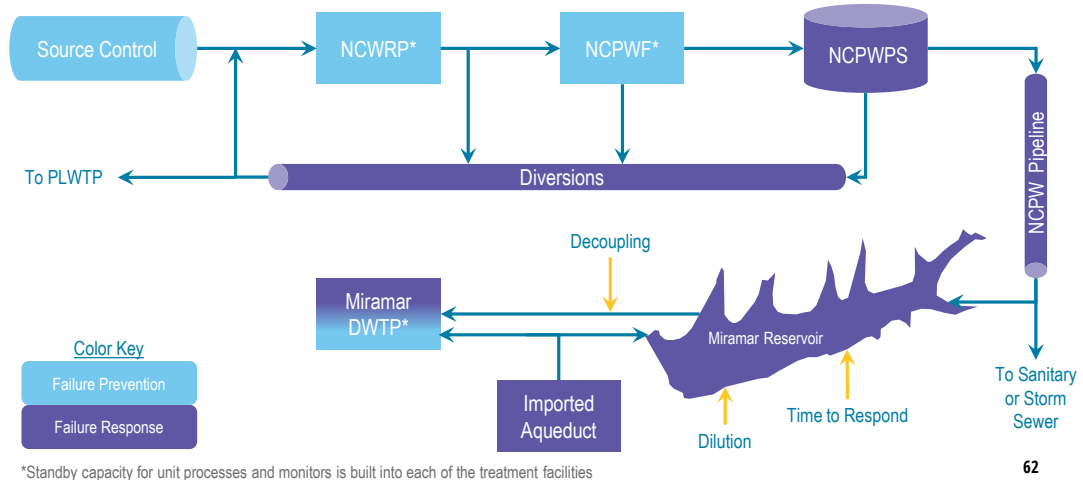 Source Control
NCWRP*
NCPWF*
NCPWPS
NCPW Pipeline
To PLWTP
Diversions
Decoupling
Miramar
DWTP*
Miramar Reservoir
Color Key
Failure Prevention
Failure Response
Imported
Aqueduct
Dilution
Time to Respond
To Sanitary
or Storm
Sewer
*Standby capacity for unit processes and monitors is built into each of the treatment facilities
62